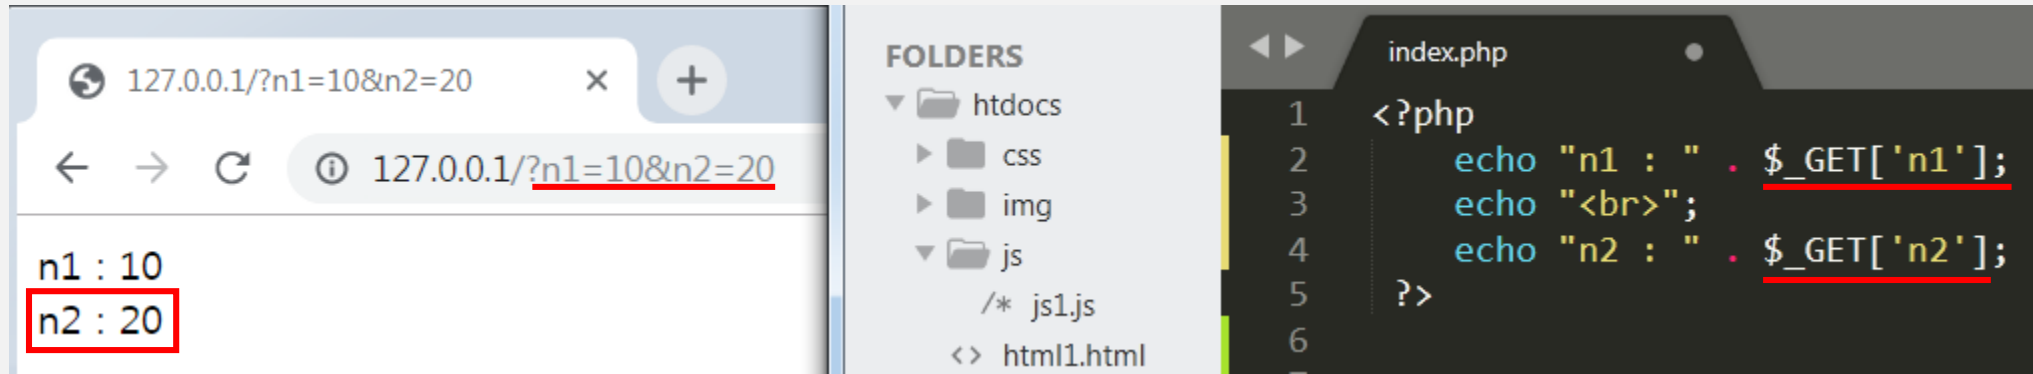 127.0.0.1/?n1=10&n2=20
127.0.0.1/?n1=10&n2=20
n1 : 10
n2 : 20
FOLDERS
htdocs
css
img
js
/* js1.js
<> html1.html
index.php
1 <?php
2 echo "n1 : " . $_GET['n1'];
3 echo "<br>";
4 echo "n2 : " . $_GET['n2'];
5 ?>
6